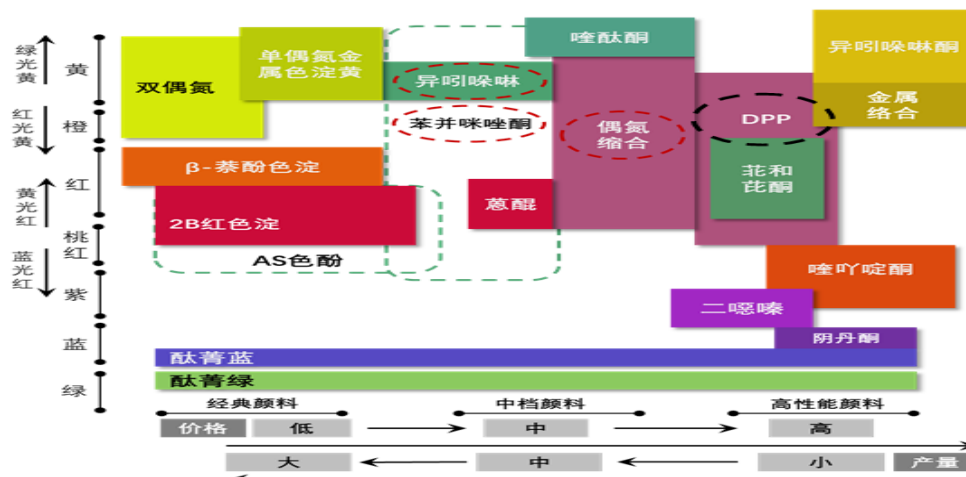 绿光黄
红光黄
黄光红
蓝光红
黄
橙
红
桃红
紫
蓝
绿
双偶氮
单偶氮金
属色淀黄
异吲哚啉
苯并咪唑酮
喹酞酮
偶氮
缩合
DPP
苝和
芘酮
异吲哚啉酮
金属
络合
β-萘酚色淀
2B红色淀
AS色酚
蒽醌
喹吖啶酮
二噁嗪
阴丹酮
酞菁蓝
酞菁绿
经典颜料
中档颜料
高性能颜料
价格
低
中
高
大
中
小
产量